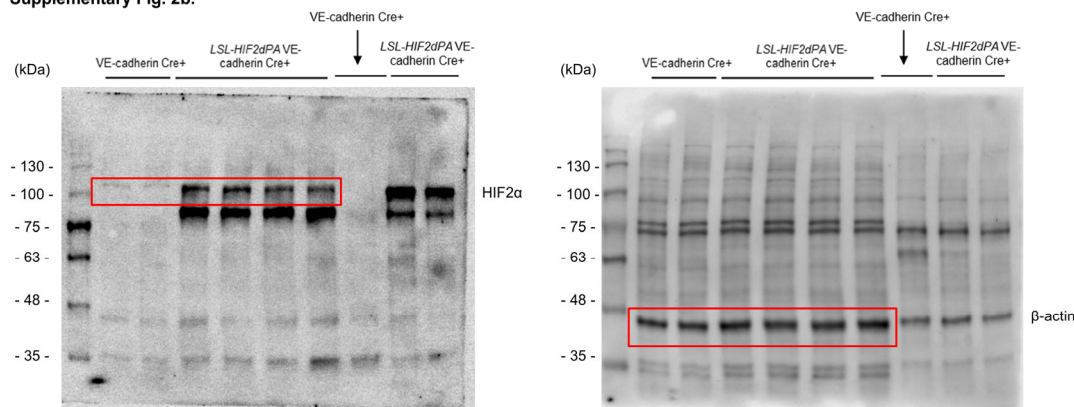 Supplementary Fig. 2b.
VE-cadherin Cre+
LSL-HIF2dPA VE-
cadherin Cre+
LSL-HIF2dPA VE-
cadherin Cre+
VE-cadherin Cre+
(kDa)
- 130 -
- 100 -
- 75 -
- 63 -
- 48 -
- 35 -
HIF2α
VE-cadherin Cre+
LSL-HIF2dPA VE-
cadherin Cre+
LSL-HIF2dPA VE-
cadherin Cre+
VE-cadherin Cre+
(kDa)
- 130 -
- 100 -
- 75 -
- 63 -
- 48 -
- 35 -
β-actin